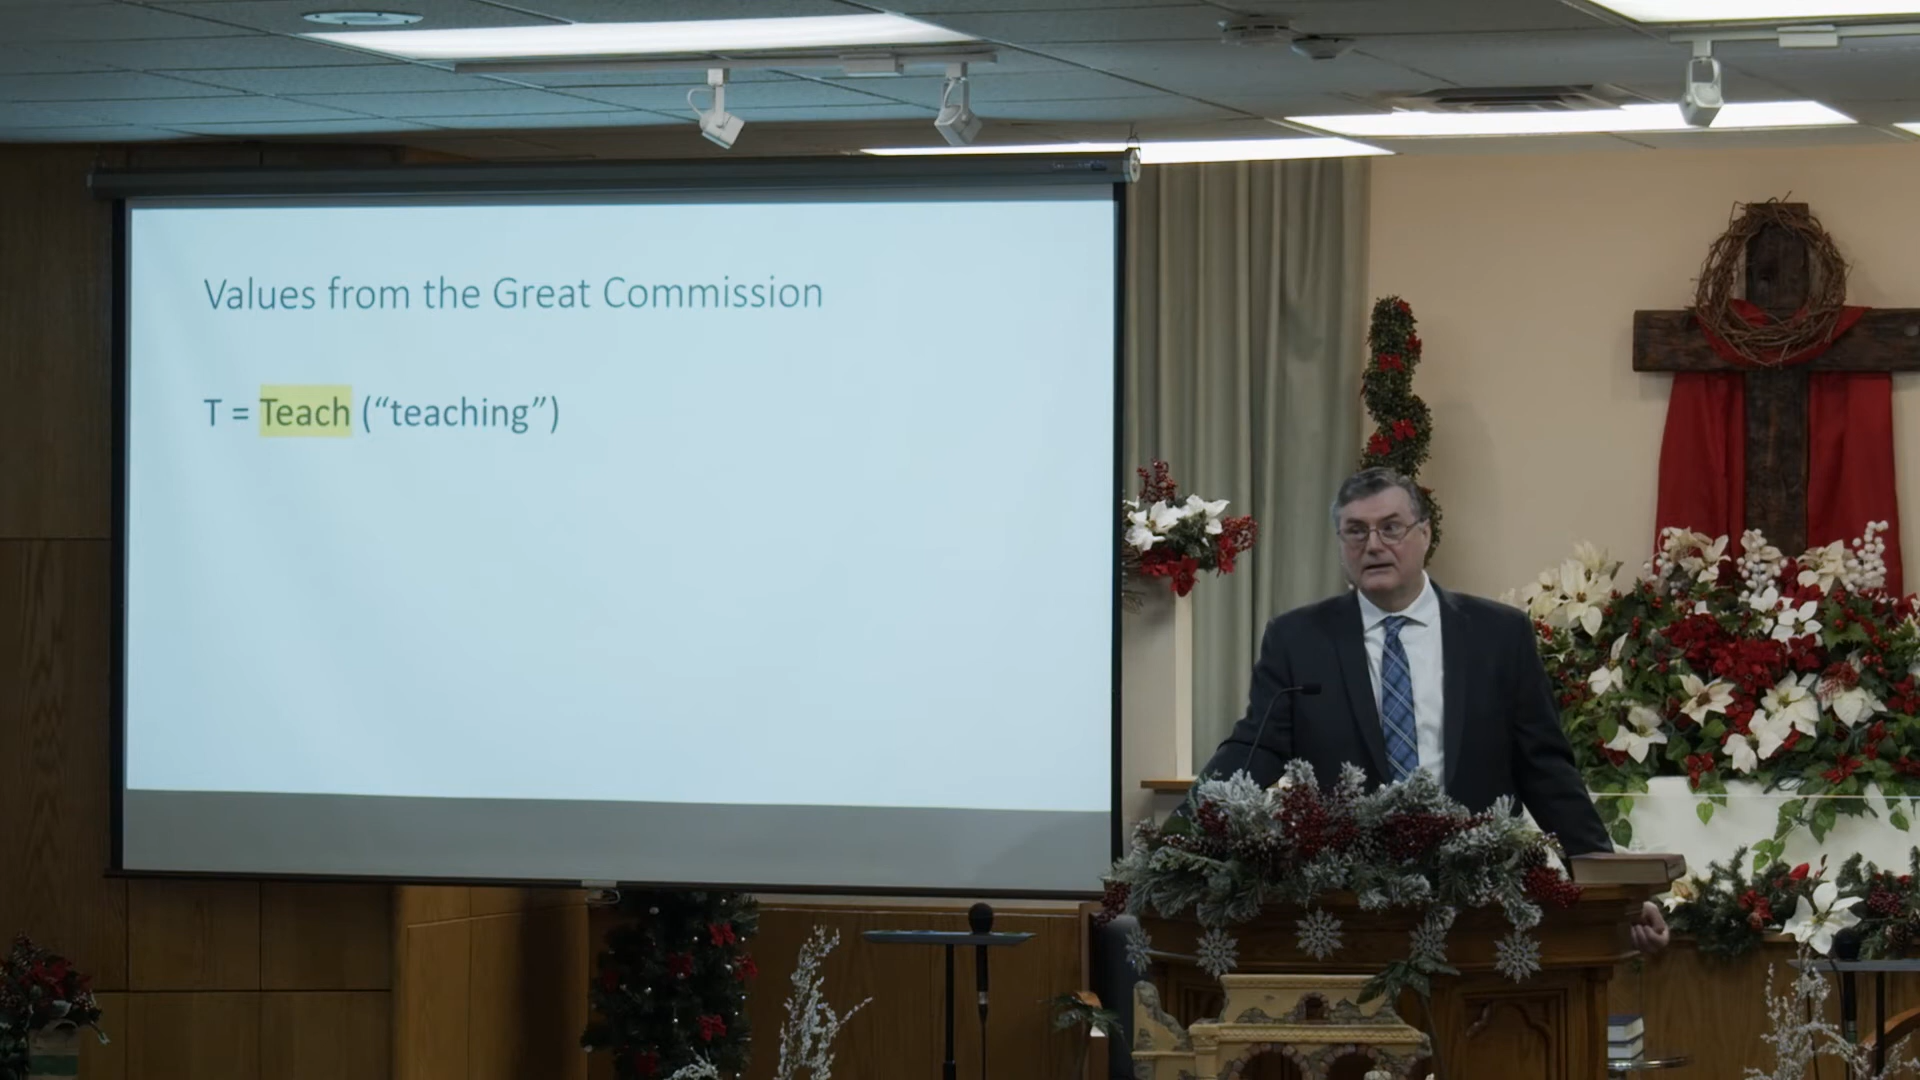 Values from the Great Commission
T = Teach (“teaching”)